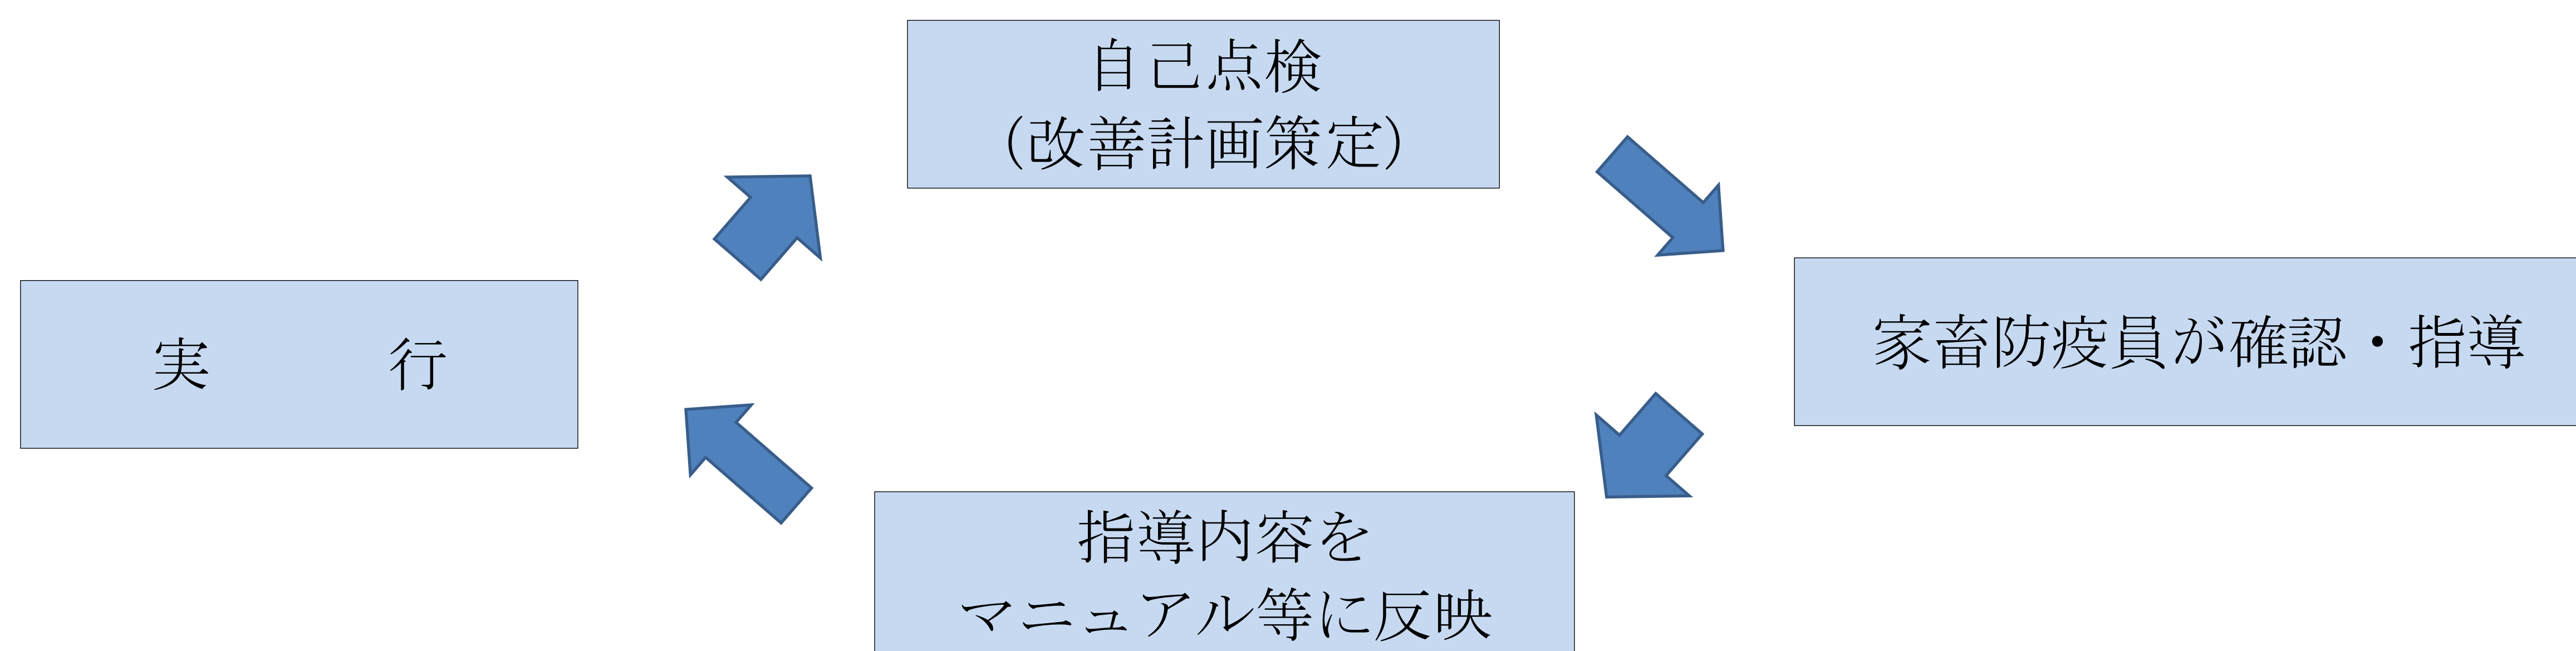 自己点検
（改善計画策定）
家畜防疫員が確認・指導
実　　　行
指導内容を
マニュアル等に反映